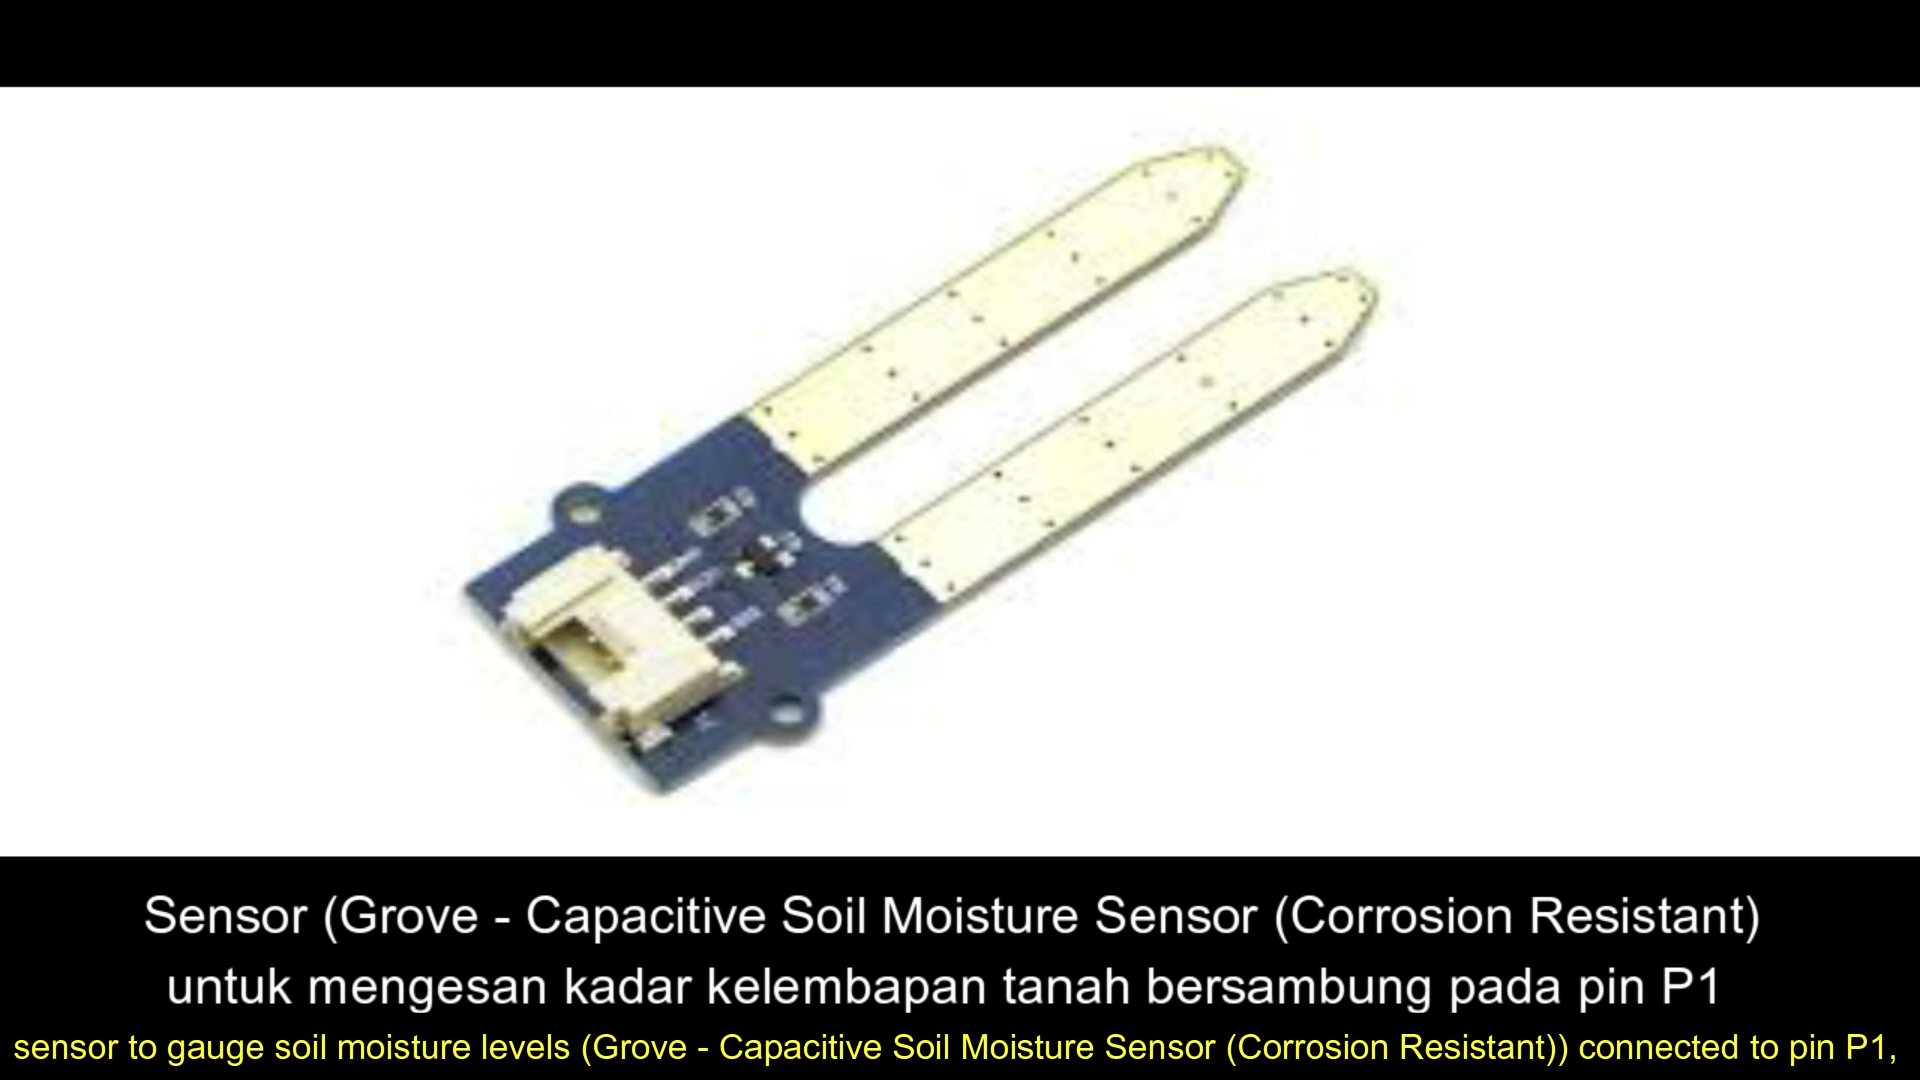 Sensor (Grove - Capacitive Soil Moisture Sensor (Corrosion Resistant)
untuk mengesan kadar kelembapan tanah bersambung pada pin P1
sensor to gauge soil moisture levels (Grove - Capacitive Soil Moisture Sensor (Corrosion Resistant)) connected to pin P1,